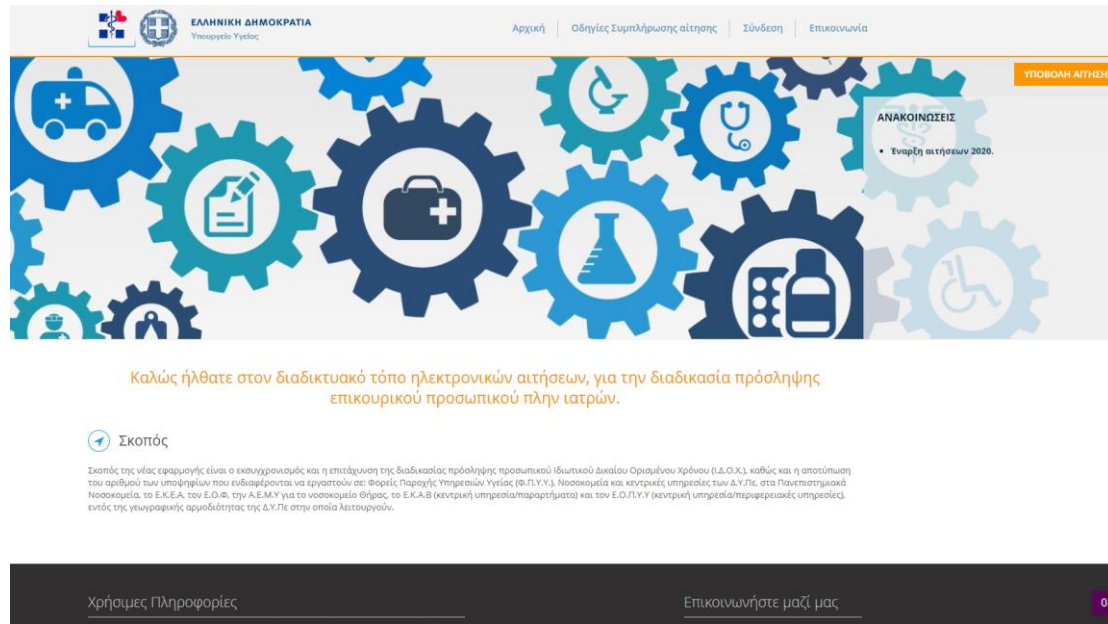 ΕΛΛΗΝΙΚΗ ΔΗΜΟΚΡΑΤΙΑ
Υπουργείο Υγείας
Αρχική
Οδηγίες Συμπλήρωσης αίτησης
Σύνδεση
Επικοινωνία
ΥΠΟΒΟΛΗ ΑΙΤΗΣΗ
ΑΝΑΚΟΙΝΩΣΕΙΣ
• Έναρξη αιτήσεων 2020.
Καλώς ήλθατε στον διαδικτυακό τόπο ηλεκτρονικών αιτήσεων, για την διαδικασία πρόσληψης
επικουρικού προσωπικού πλην ιατρών.
Σκοπός
Σκοπός της νέας εφαρμογής είναι ο εκσυγχρονισμός και η επιτάχυνση της διαδικασίας πρόσληψης προσωπικού Ιδιωτικού Δικαίου Ορισμένου Χρόνου (Ι.Δ.Ο.Χ.), καθώς και η αποτύπωση
του αριθμού των υποψηφίων που ενδιαφέρονται να εργαστούν σε: Φορείς Παροχής Υπηρεσιών Υγείας (Φ.Π.Υ.Υ.), Νοσοκομεία και κεντρικές υπηρεσίες των Δ.Υ.Πε, στα Πανεπιστημιακά
Νοσοκομεία, το Ε.Κ.Ε.Α, τον Ε.Ο.Φ, την Α.Ε.Μ.Υ για το νοσοκομείο Θήρας, το Ε.Κ.Α.Β (κεντρική υπηρεσία/παραρτήματα) και τον Ε.Ο.Π.Υ.Υ (κεντρική υπηρεσία/περιφερειακές υπηρεσίες),
εντός της γεωγραφικής αρμοδιότητας της Δ.Υ.Πε στην οποία λειτουργούν.
Χρήσιμες Πληροφορίες
Επικοινωνήστε μαζί μας
0